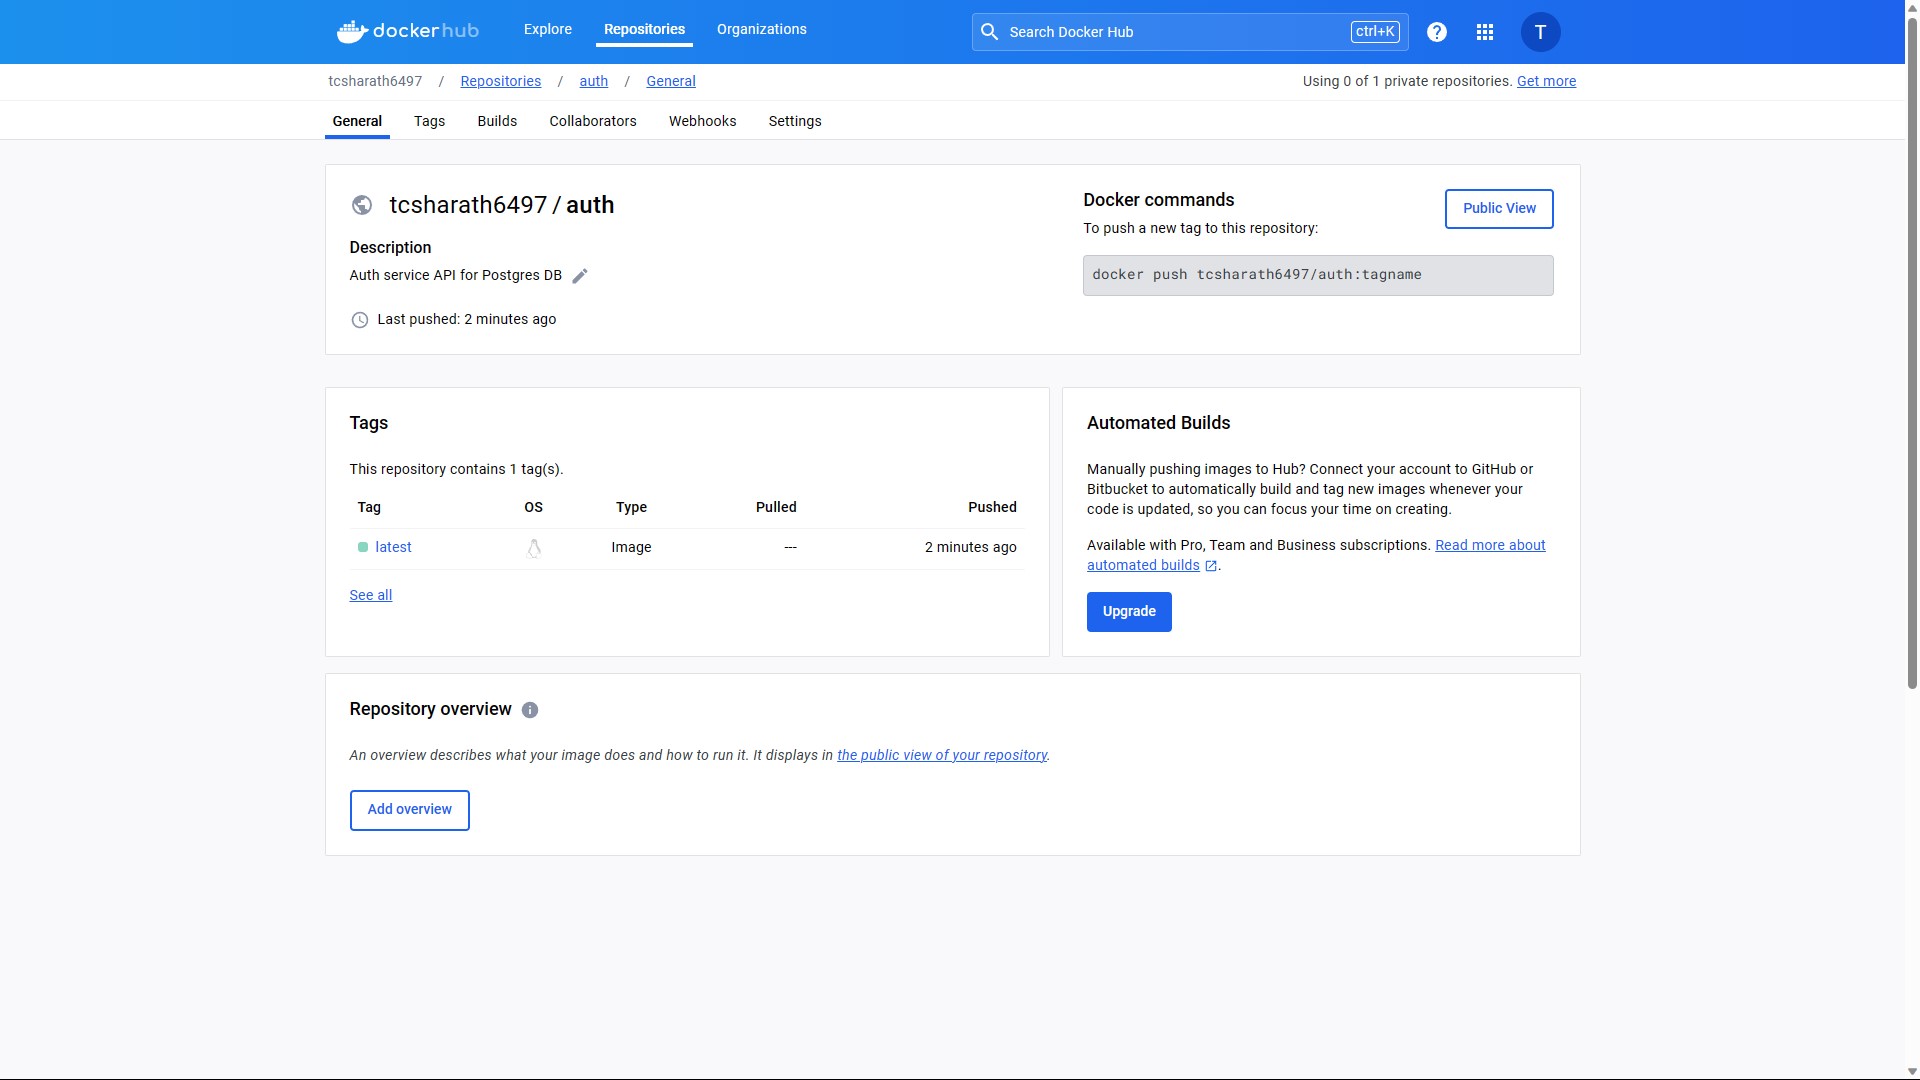 dockerhub Explore Repositories Organizations Search Docker Hub ctrl+K ? T
tcsharath6497 / Repositories / auth / General Using 0 of 1 private repositories. Get more
General Tags Builds Collaborators Webhooks Settings
tcsharath6497 / auth
Description
Auth service API for Postgres DB
Last pushed: 2 minutes ago
Docker commands
Public View
To push a new tag to this repository:
docker push tcsharath6497/auth:tagname
Tags
This repository contains 1 tag(s).
Tag OS Type Pulled Pushed
latest Image --- 2 minutes ago
See all
Automated Builds
Manually pushing images to Hub? Connect your account to GitHub or
Bitbucket to automatically build and tag new images whenever your
code is updated, so you can focus your time on creating.
Available with Pro, Team and Business subscriptions. Read more about
automated builds .
Upgrade
Repository overview i
An overview describes what your image does and how to run it. It displays in the public view of your repository.
Add overview